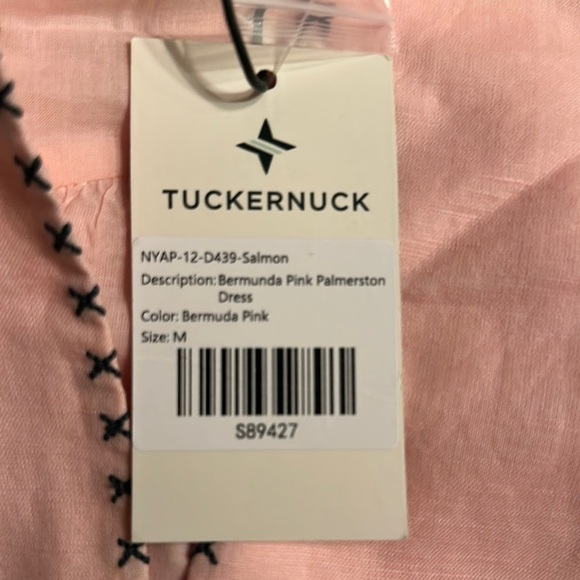 TUCKERNUCK
NYAP-12-D439-Salmon
Description: Bermunda Pink Palmerston
Dress
Color: Bermuda Pink
Size: M
S89427